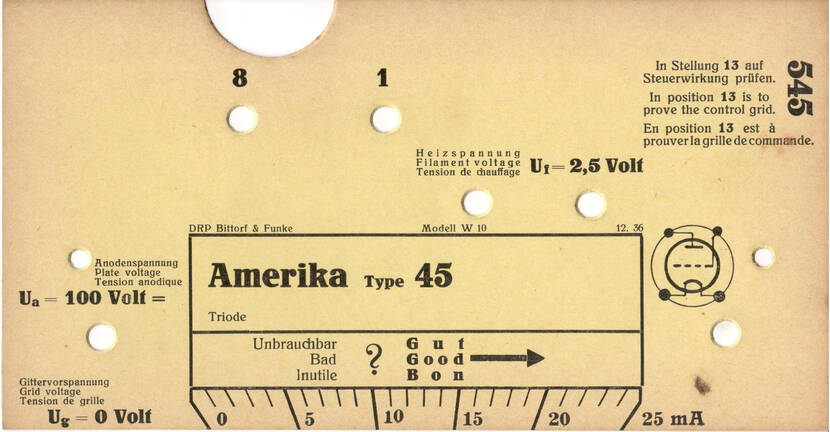 8 1
In Stellung 13 auf
Steuerwirkung prüfen.
In position 13 is to
prove the control grid.
En position 13 est à
prouver la grille de commande.
545
Heizspannung
Filament voltage
Tension de chauffage
Uf = 2,5 Volt
DRP Bittorf & Funke Modell W 10 12. 36
Anodenspannung
Plate voltage
Tension anodique
Ua = 100 Volt =
Amerika Type 45
Triode
Unbrauchbar
Bad
Inutile
?
Gut
Good
Bon
Gittervorspannung
Grid voltage
Tension de grille
Ug = 0 Volt
0 5 10 15 20 25 mA